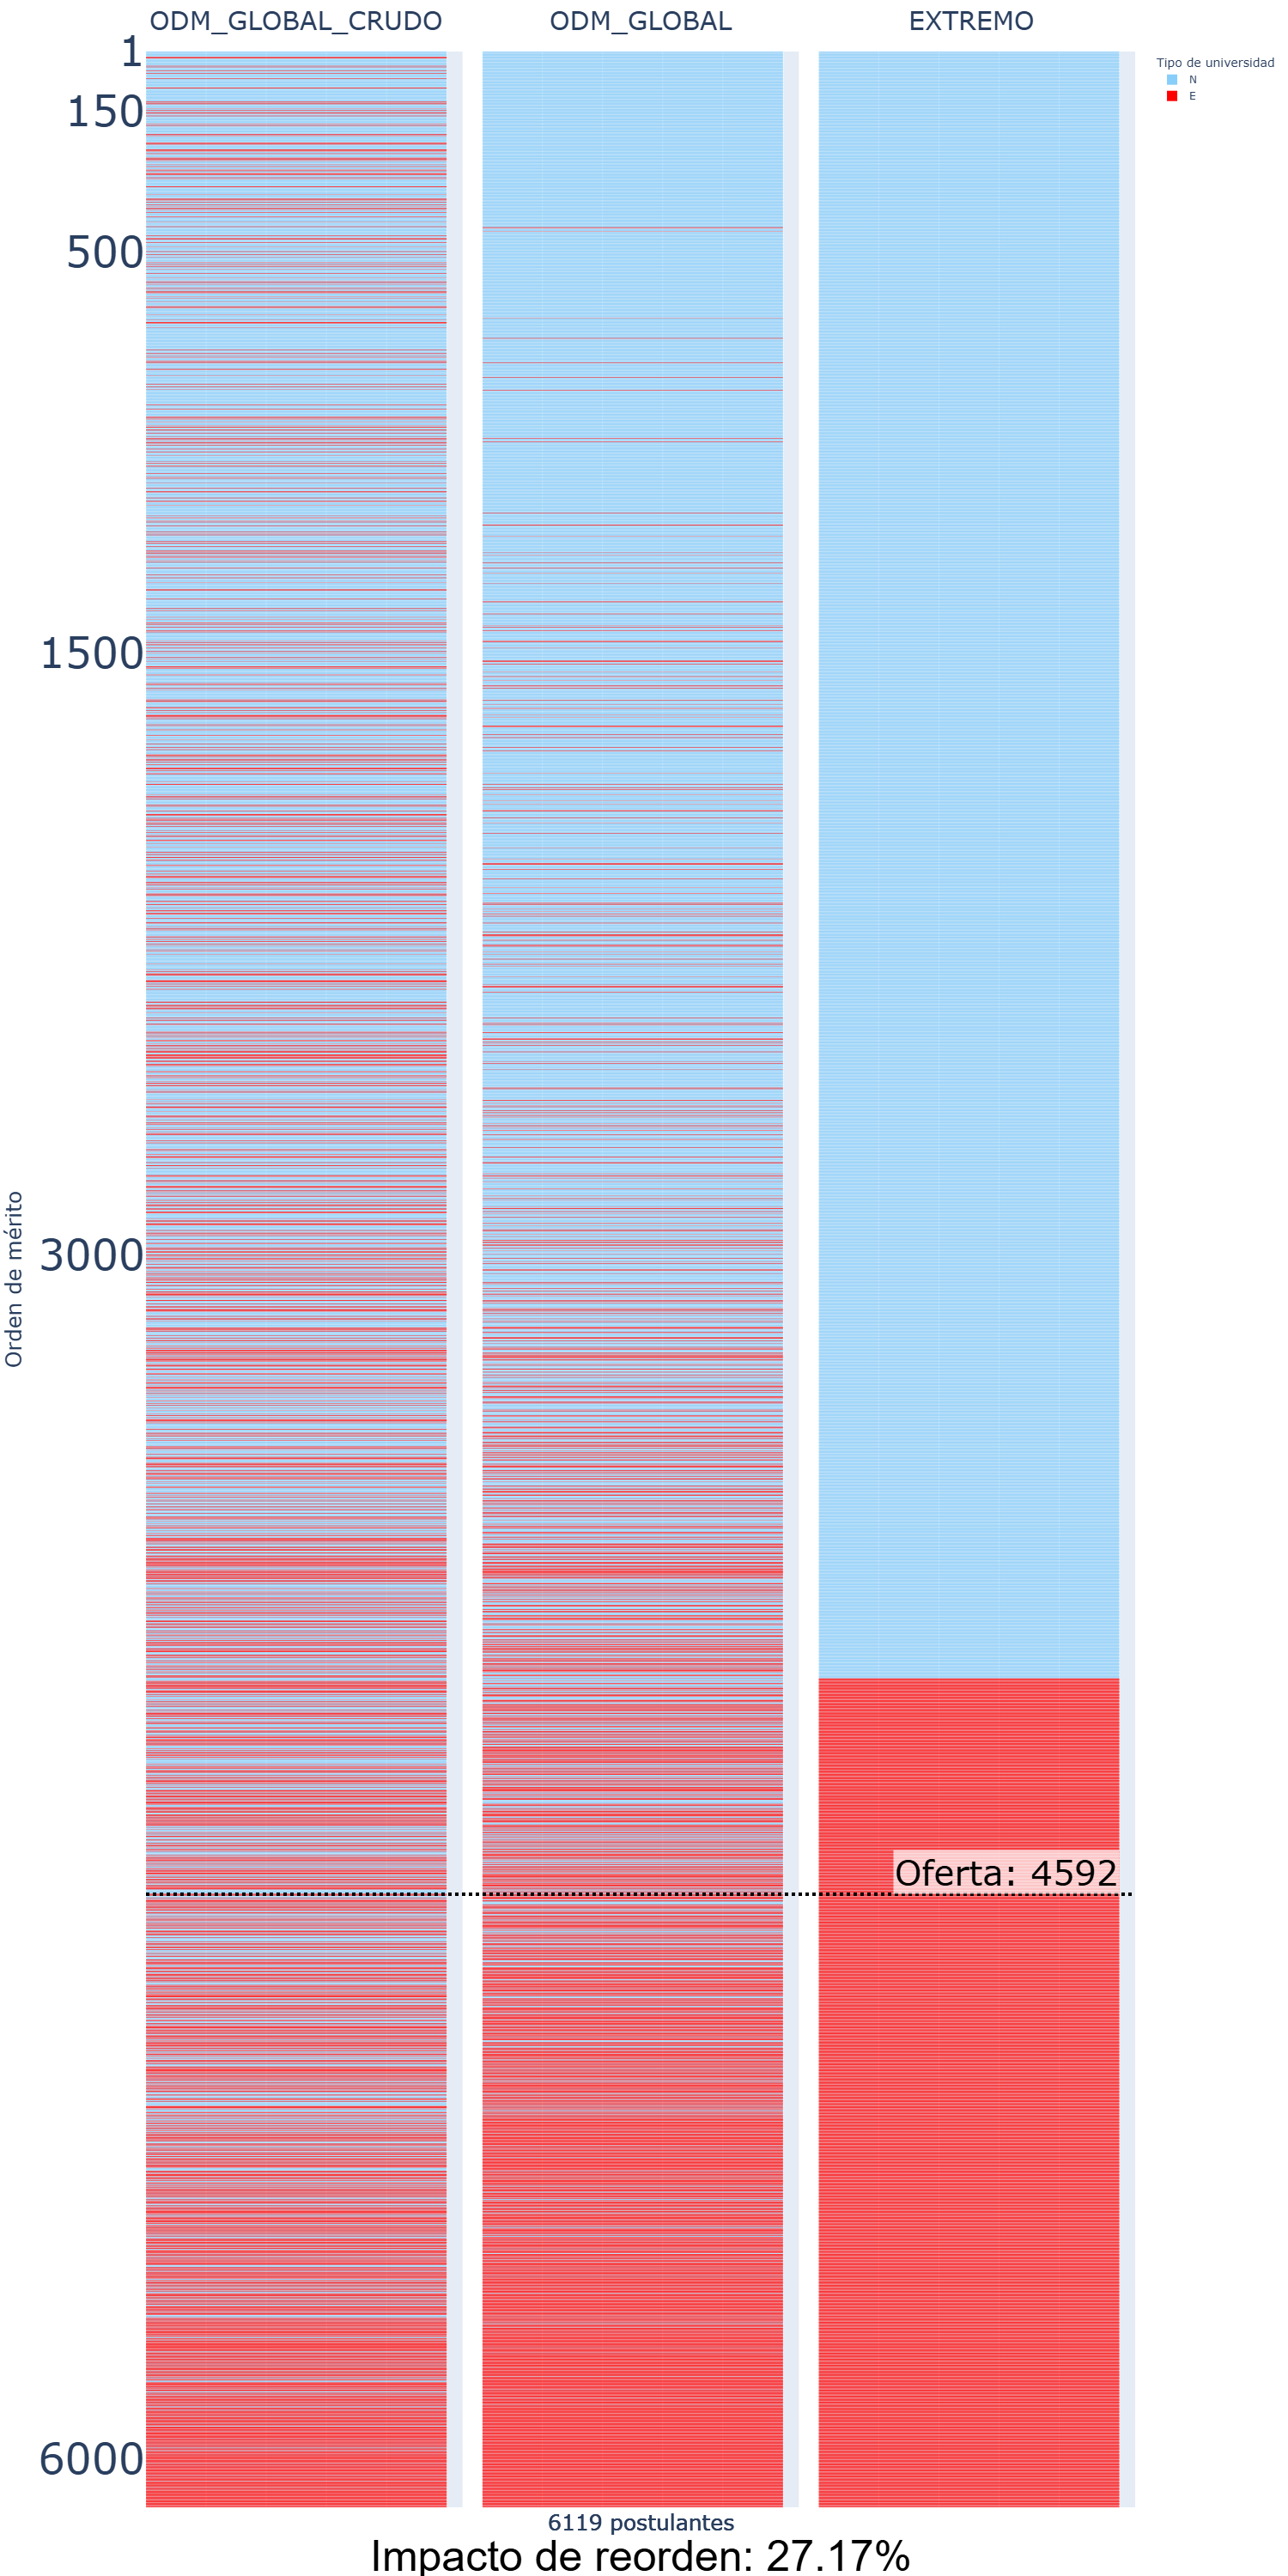 ODM_GLOBAL_CRUDO
ODM_GLOBAL
EXTREMO
Tipo de universidad
N
E
1
150
500
1500
3000
6000
Orden de mérito
Oferta: 4592
6119 postulantes
Impacto de reorden: 27.17%